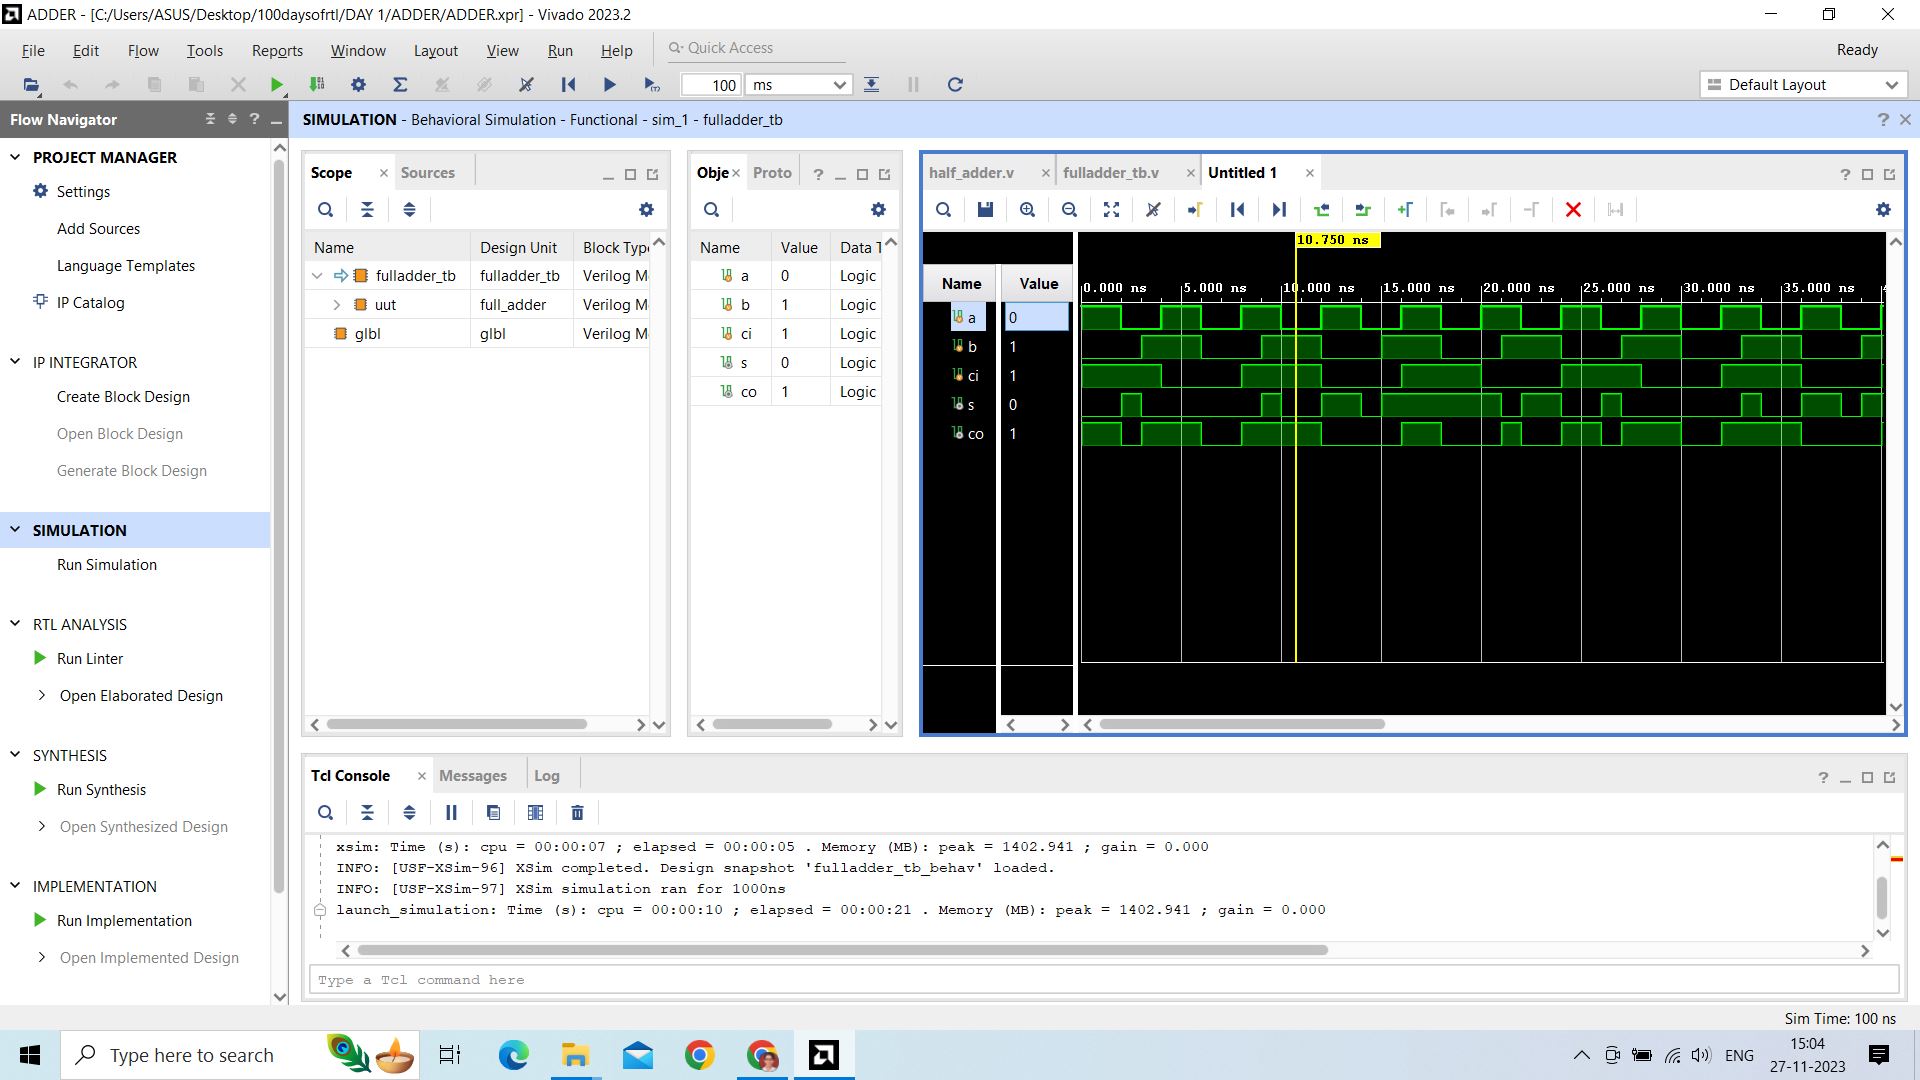 ADDER - [C:/Users/ASUS/Desktop/100daysofrtl/DAY 1/ADDER/ADDER.xpr] - Vivado 2023.2
File Edit Flow Tools Reports Window Layout View Run Help Quick Access Ready
100 ms Default Layout
Flow Navigator
SIMULATION - Behavioral Simulation - Functional - sim_1 - fulladder_tb
PROJECT MANAGER
Settings
Add Sources
Language Templates
IP Catalog
IP INTEGRATOR
Create Block Design
Open Block Design
Generate Block Design
SIMULATION
Run Simulation
RTL ANALYSIS
Run Linter
Open Elaborated Design
SYNTHESIS
Run Synthesis
Open Synthesized Design
IMPLEMENTATION
Run Implementation
Open Implemented Design
Scope Sources
Name Design Unit Block Typ
fulladder_tb fulladder_tb Verilog M
uut full_adder Verilog M
glbl glbl Verilog M
Obje Proto
Name Value Data T
a 0 Logic
b 1 Logic
ci 1 Logic
s 0 Logic
co 1 Logic
half_adder.v fulladder_tb.v Untitled 1
10.750 ns
Name Value
0.000 ns 5.000 ns 10.000 ns 15.000 ns 20.000 ns 25.000 ns 30.000 ns 35.000 ns
a 0
b 1
ci 1
s 0
co 1
Tcl Console Messages Log
xsim: Time (s): cpu = 00:00:07 ; elapsed = 00:00:05 . Memory (MB): peak = 1402.941 ; gain = 0.000
INFO: [USF-XSim-96] XSim completed. Design snapshot 'fulladder_tb_behav' loaded.
INFO: [USF-XSim-97] XSim simulation ran for 1000ns
launch_simulation: Time (s): cpu = 00:00:10 ; elapsed = 00:00:21 . Memory (MB): peak = 1402.941 ; gain = 0.000
Type a Tcl command here
Sim Time: 100 ns
Type here to search
ENG
15:04
27-11-2023